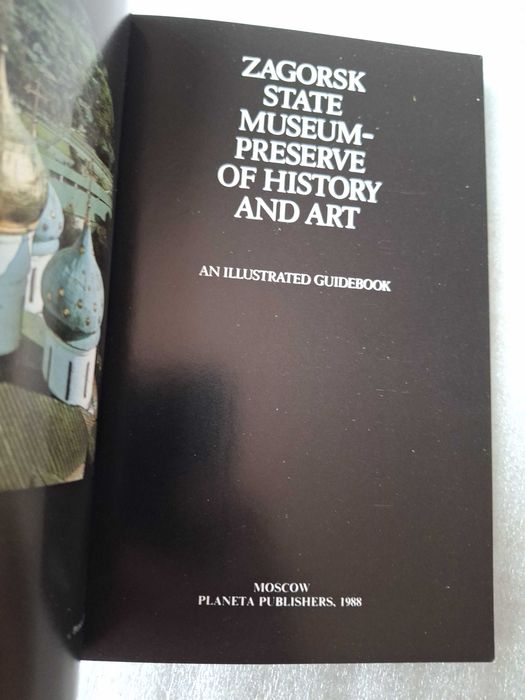 ZAGORSK
STATE
MUSEUM-
PRESERVE
OF HISTORY
AND ART
AN ILLUSTRATED GUIDEBOOK
MOSCOW
PLANETA PUBLISHERS, 1988